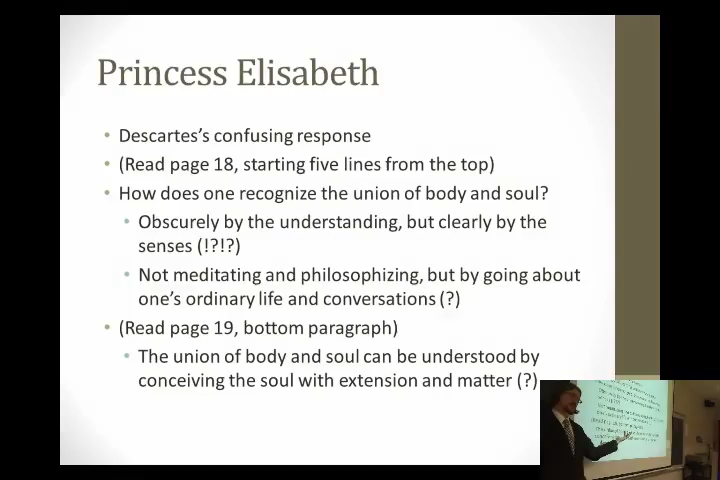 Princess Elisabeth
• Descartes's confusing response
• (Read page 18, starting five lines from the top)
• How does one recognize the union of body and soul?
• Obscurely by the understanding, but clearly by the
senses (!?!?)
• Not meditating and philosophizing, but by going about
one's ordinary life and conversations (?)
• (Read page 19, bottom paragraph)
• The union of body and soul can be understood by
conceiving the soul with extension and matter (?)